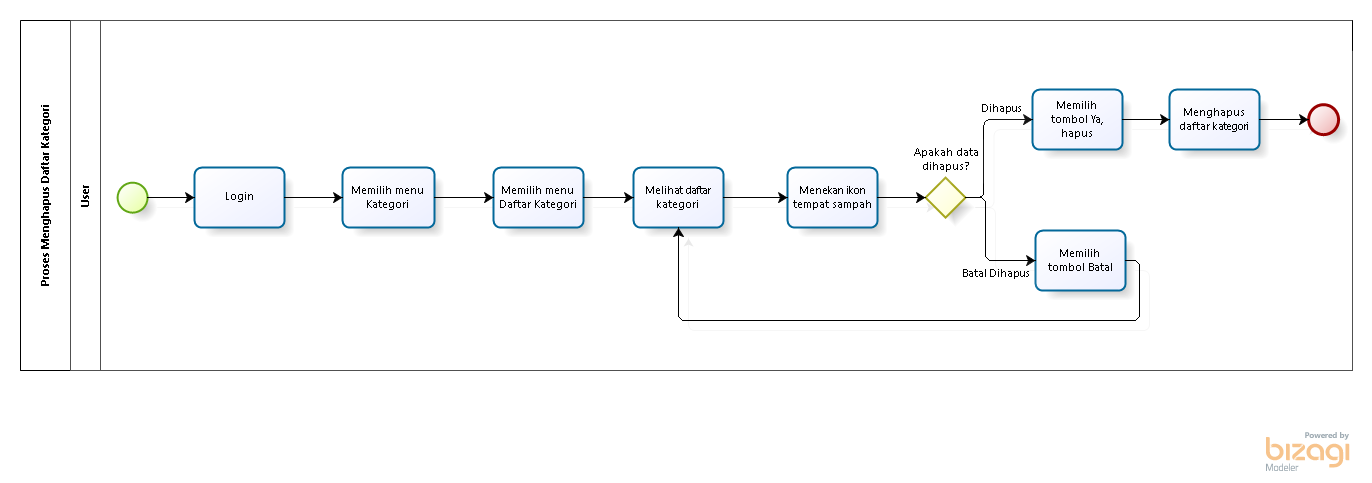 Proses Menghapus Daftar Kategori
User
Login
Memilih menu
Kategori
Memilih menu
Daftar Kategori
Melihat daftar
kategori
Menekan ikon
tempat sampah
Apakah data
dihapus?
Dihapus
Memilih
tombol Ya,
hapus
Menghapus
daftar kategori
Batal Dihapus
Memilih
tombol Batal
Powered by
bizagi
Modeler